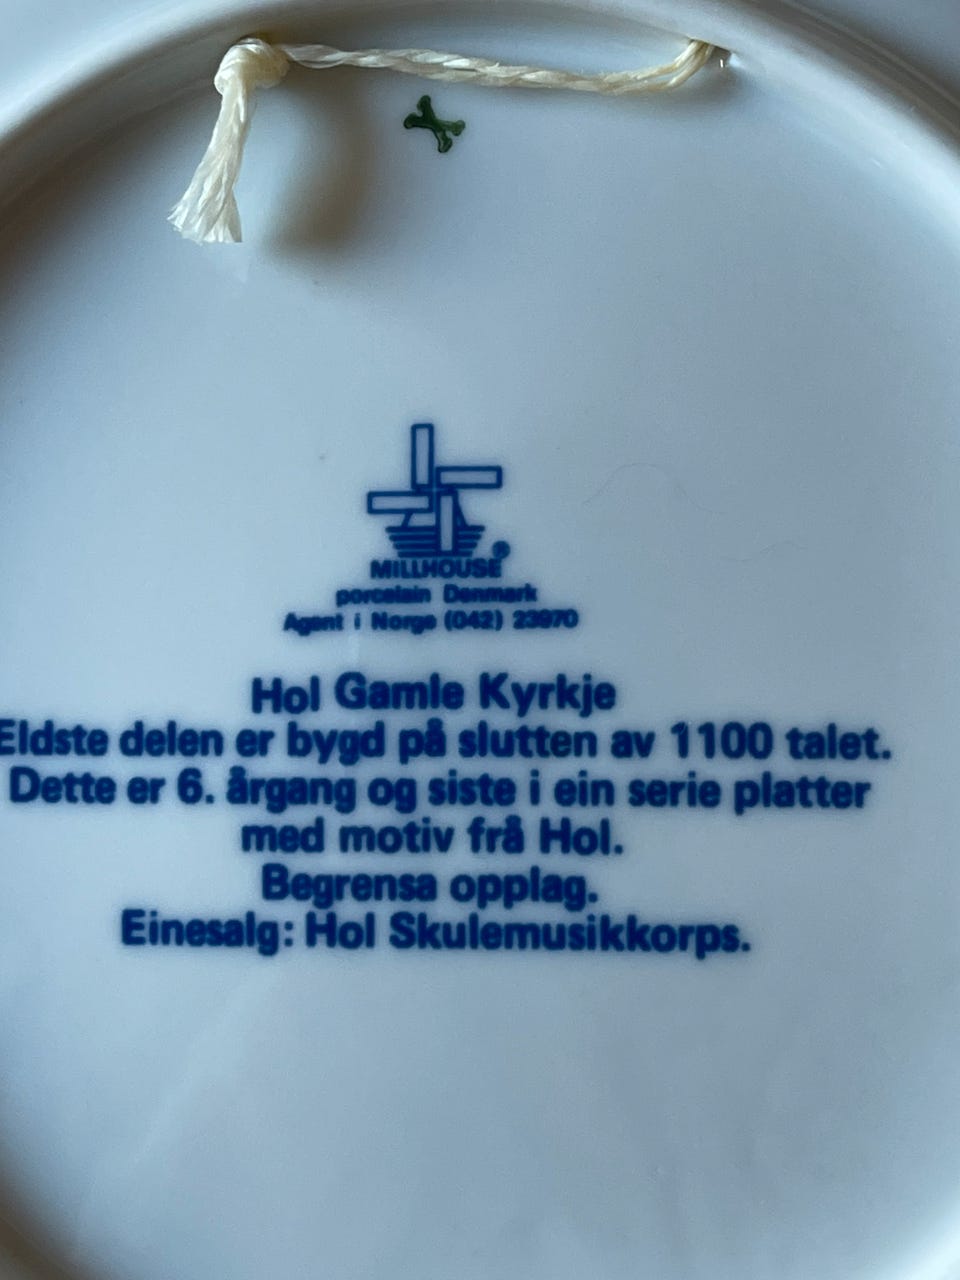 MILLHOUSE ®
porcelain Denmark
Agent i Norge (042) 23970
Hol Gamle Kyrkje
Eldste delen er bygd på slutten av 1100 talet.
Dette er 6. årgang og siste i ein serie platter
med motiv frå Hol.
Begrensa opplag.
Einesalg: Hol Skulemusikkorps.